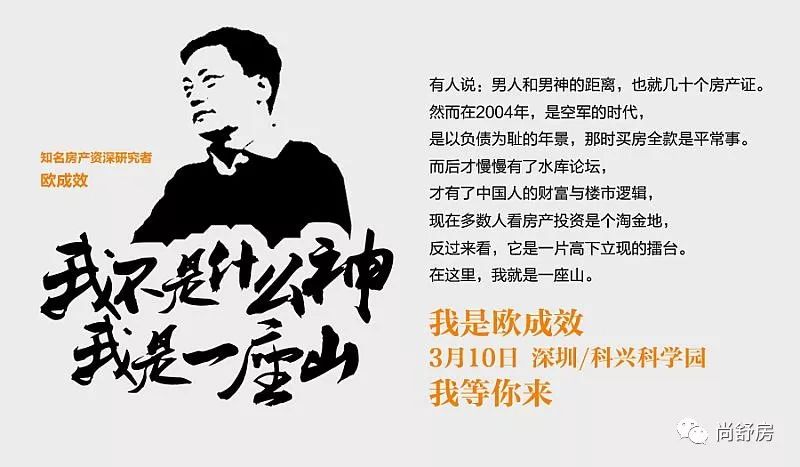 知名房产资深研究者
欧成效
我不是什么神
我是一座山
有人说：男人和男神的距离，也就几十个房产证。
然而在2004年，是空军的时代，
是以负债为耻的年景，那时买房全款是平常事。
而后才慢慢有了水库论坛，
才有了中国人的财富与楼市逻辑，
现在多数人看房产投资是个淘金地，
反过来看，它是一片高下立现的擂台。
在这里，我就是一座山。
我是欧成效
3月10日 深圳/科兴科学园
我等你来
尚舒房